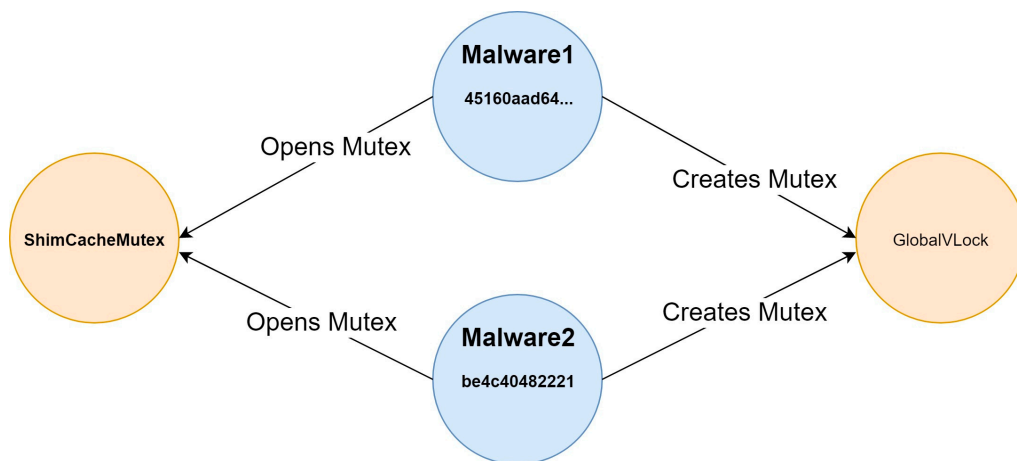 Malware1
45160aad64...
Opens Mutex
Creates Mutex
ShimCacheMutex
GlobalVLock
Opens Mutex
Creates Mutex
Malware2
be4c40482221